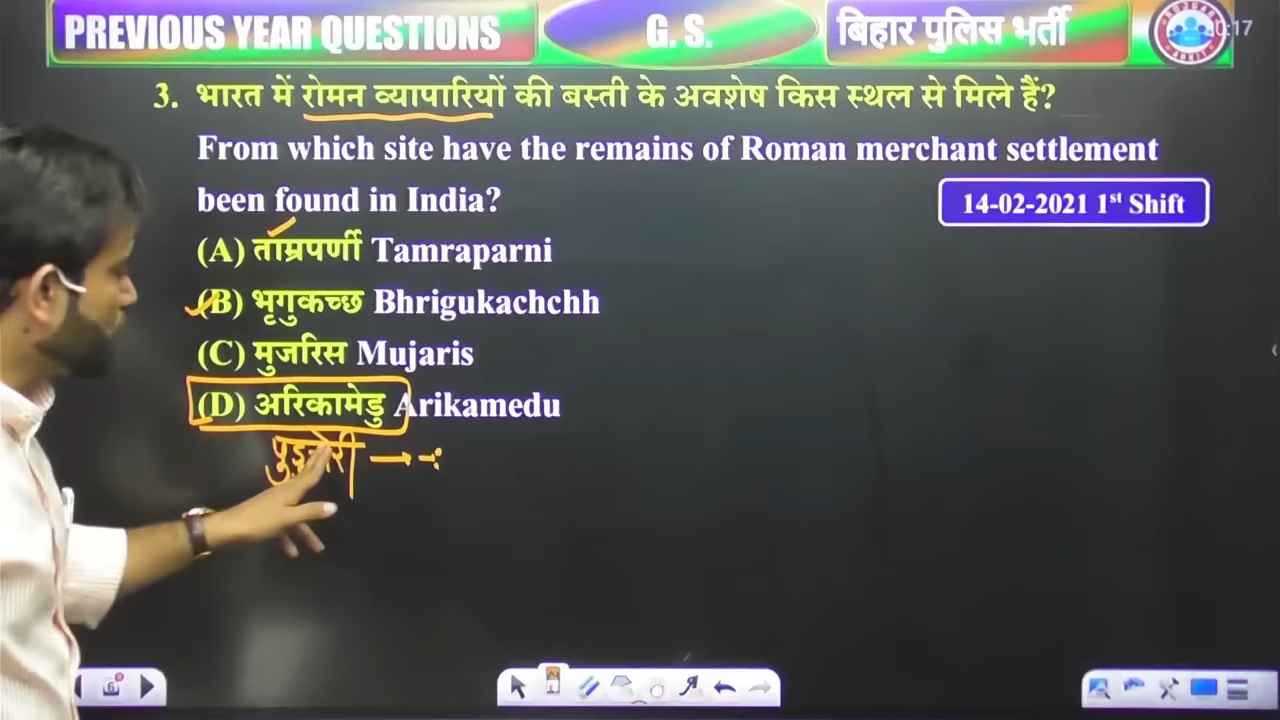 PREVIOUS YEAR QUESTIONS
G. S.
बिहार पुलिस भर्ती
3. भारत में रोमन व्यापारियों की बस्ती के अवशेष किस स्थल से मिले हैं?
From which site have the remains of Roman merchant settlement
been found in India?
14-02-2021 1st Shift
(A) ताम्रपर्णी Tamraparni
(B) भृगुकच्छ Bhrigukachchh
(C) मुजरिस Mujaris
(D) अरिकामेडु Arikamedu